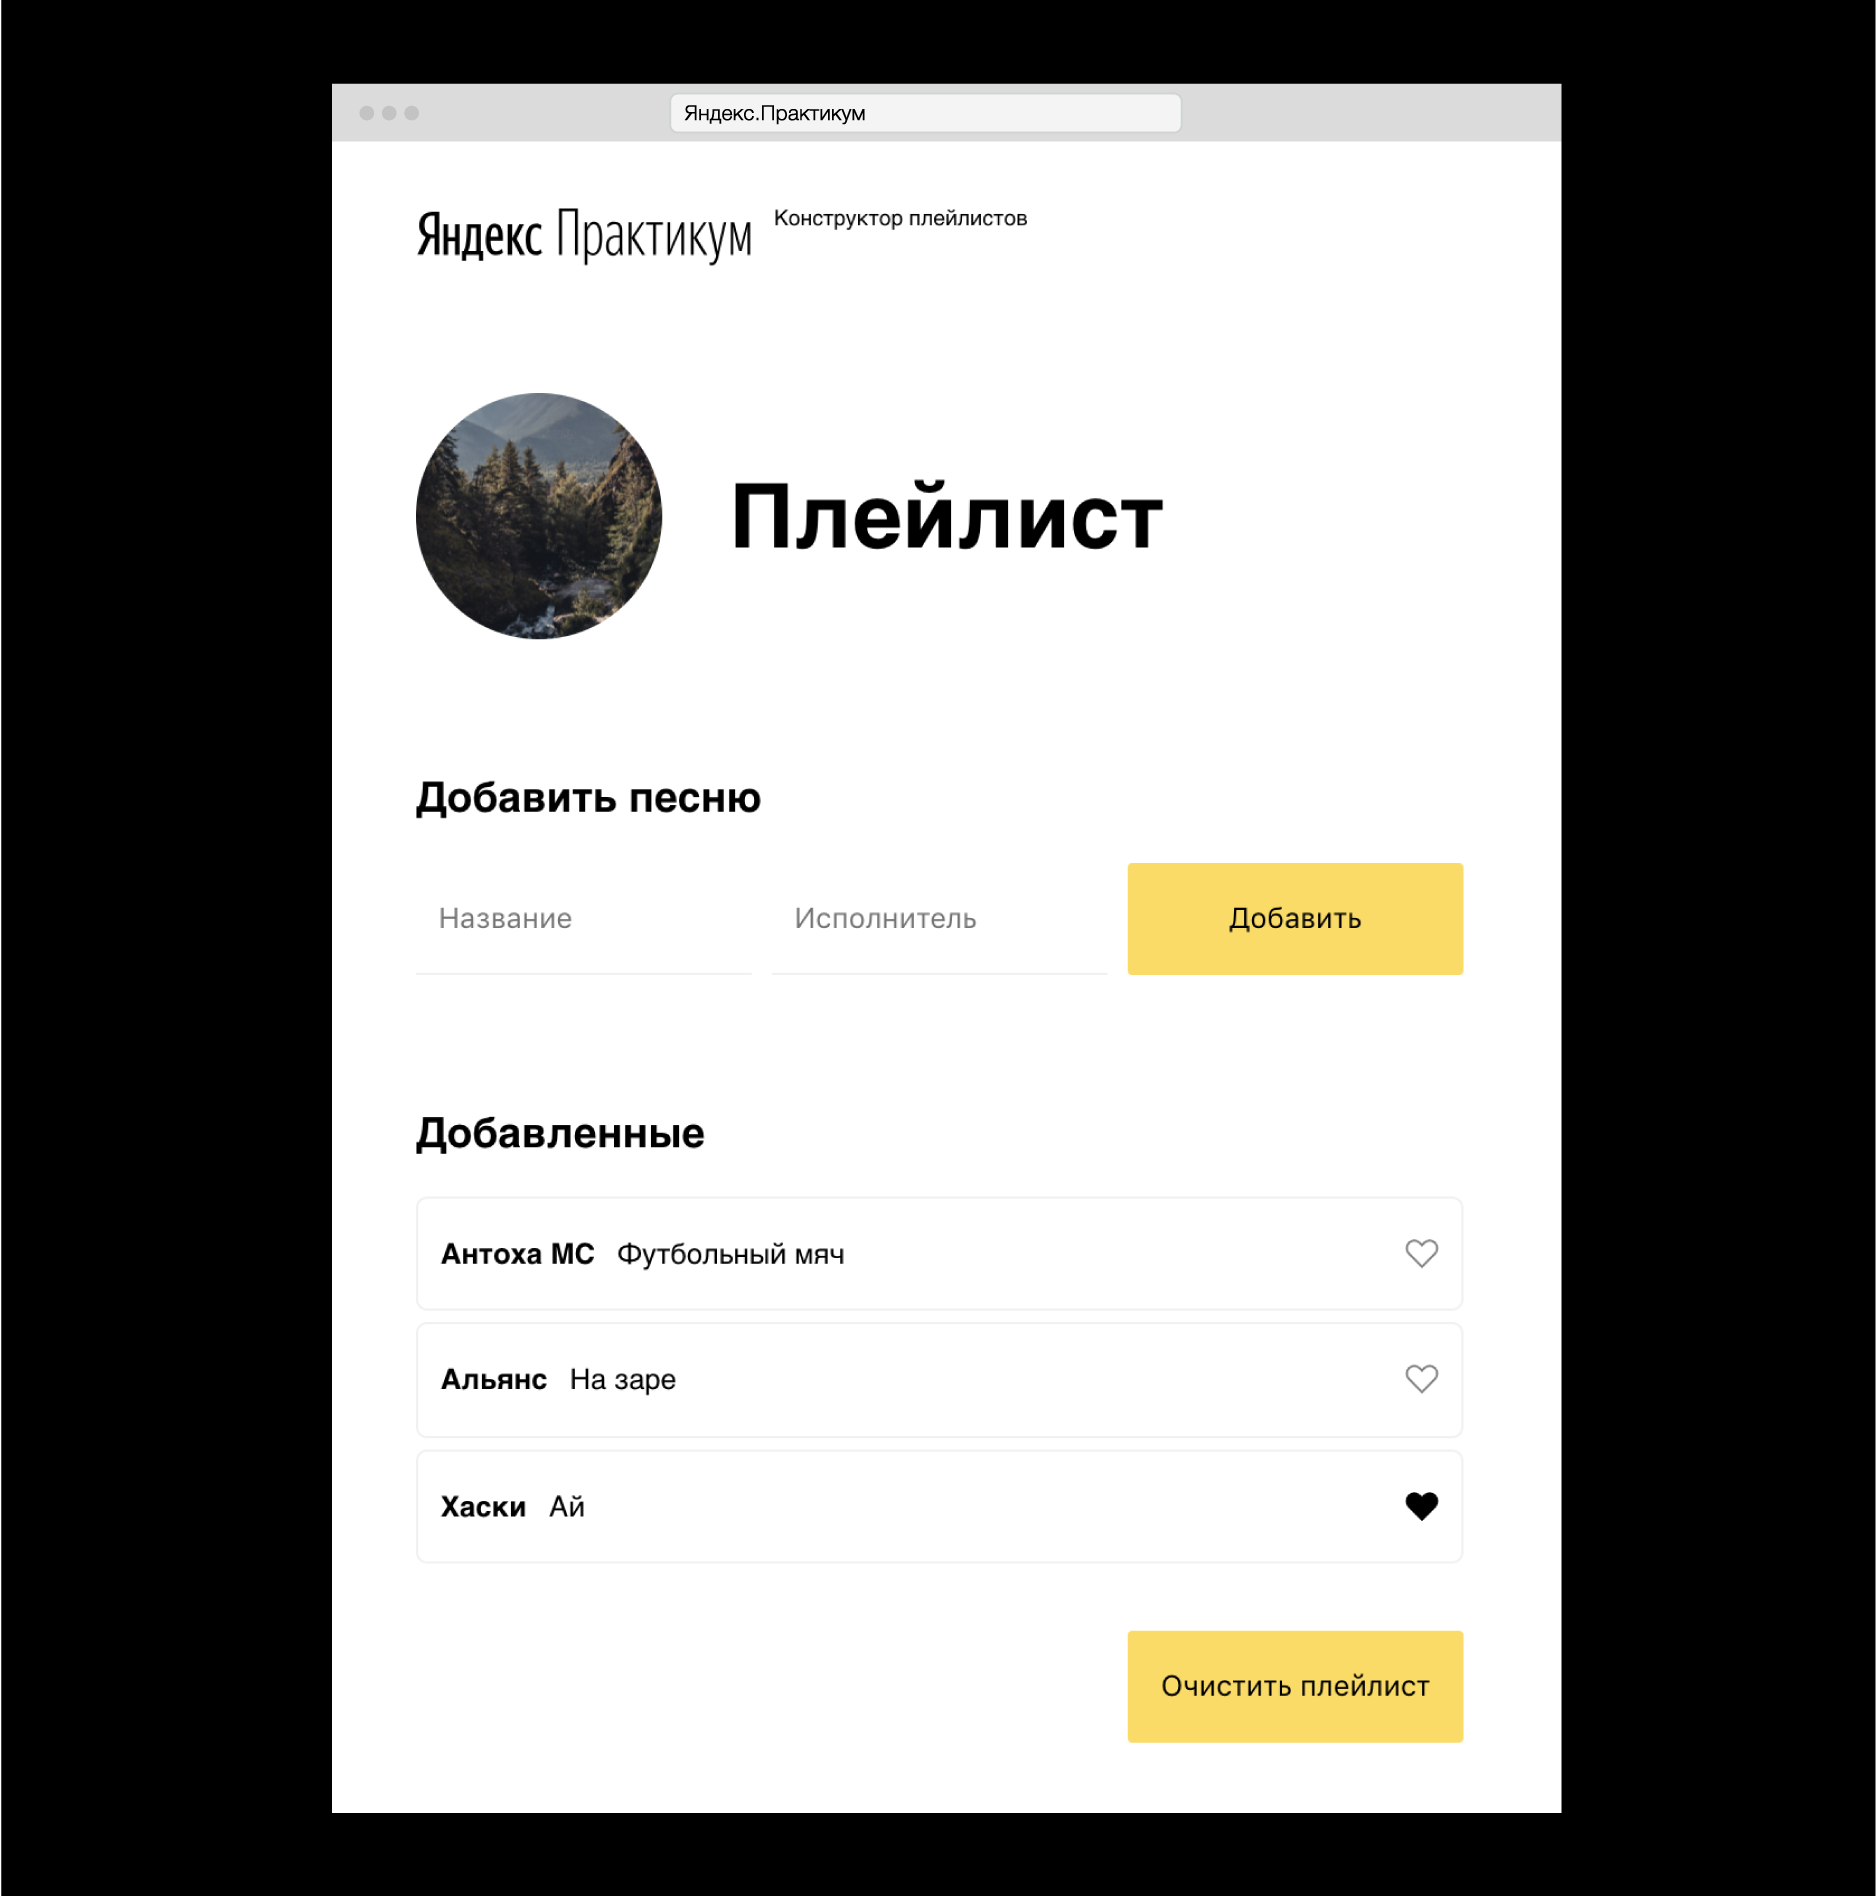 Яндекс.Практикум
Яндекс Практикум
Конструктор плейлистов
Плейлист
Добавить песню
Название
Исполнитель
Добавить
Добавленные
Антоха МС Футбольный мяч
Альянс На заре
Хаски Ай
Очистить плейлист